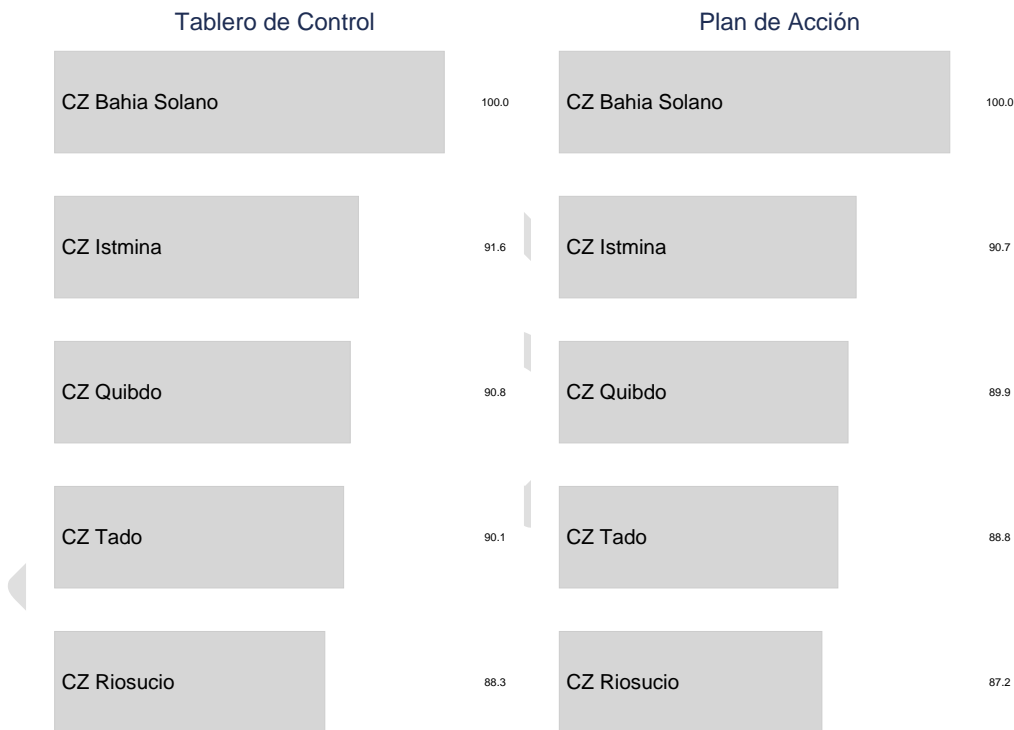 Tablero de Control
CZ Bahia Solano 100.0
CZ Istmina 91.6
CZ Quibdo 90.8
CZ Tado 90.1
CZ Riosucio 88.3
Plan de Acción
CZ Bahia Solano 100.0
CZ Istmina 90.7
CZ Quibdo 89.9
CZ Tado 88.8
CZ Riosucio 87.2